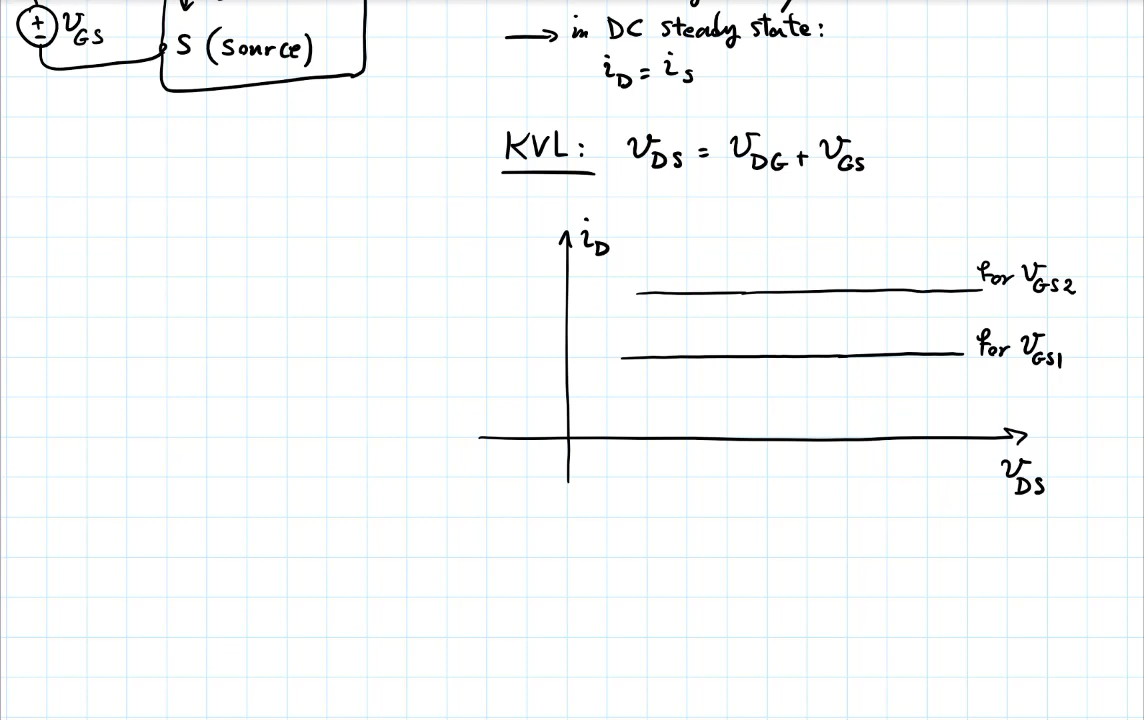 +
-
v_GS
S (Source)
→ in DC steady state:
i_D = i_S
KVL: v_DS = v_DG + v_GS
i_D
for v_GS2
for v_GS1
v_DS